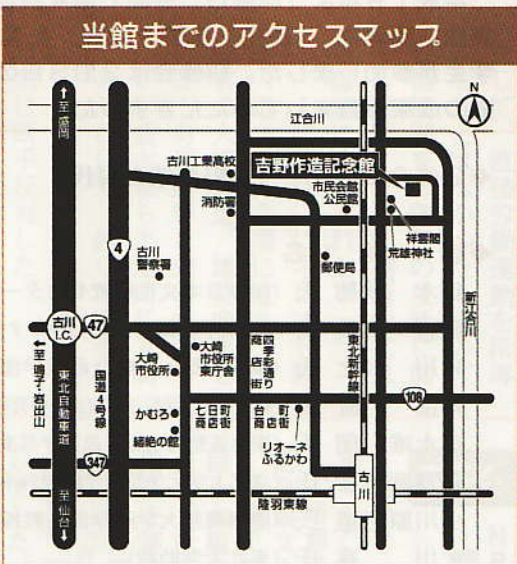 当館までのアクセスマップ
N
至盛岡
江合川
古川工業高校
吉野作造記念館
市民会館
公民館
消防署
祥雲閣
荒雄神社
4
古川
警察署
郵便局
新江合川
古川
I.C.
47
至鳴子・岩出山
東北自動車道
国道4号線
大崎
市役所
東庁舎
大崎
市役所
四季彩通り
商店街
東北新幹線
108
かむろ
七日町
商店街
台町
商店街
緒絶の館
リオーネ
ふるかわ
347
古川
至仙台
陸羽東線